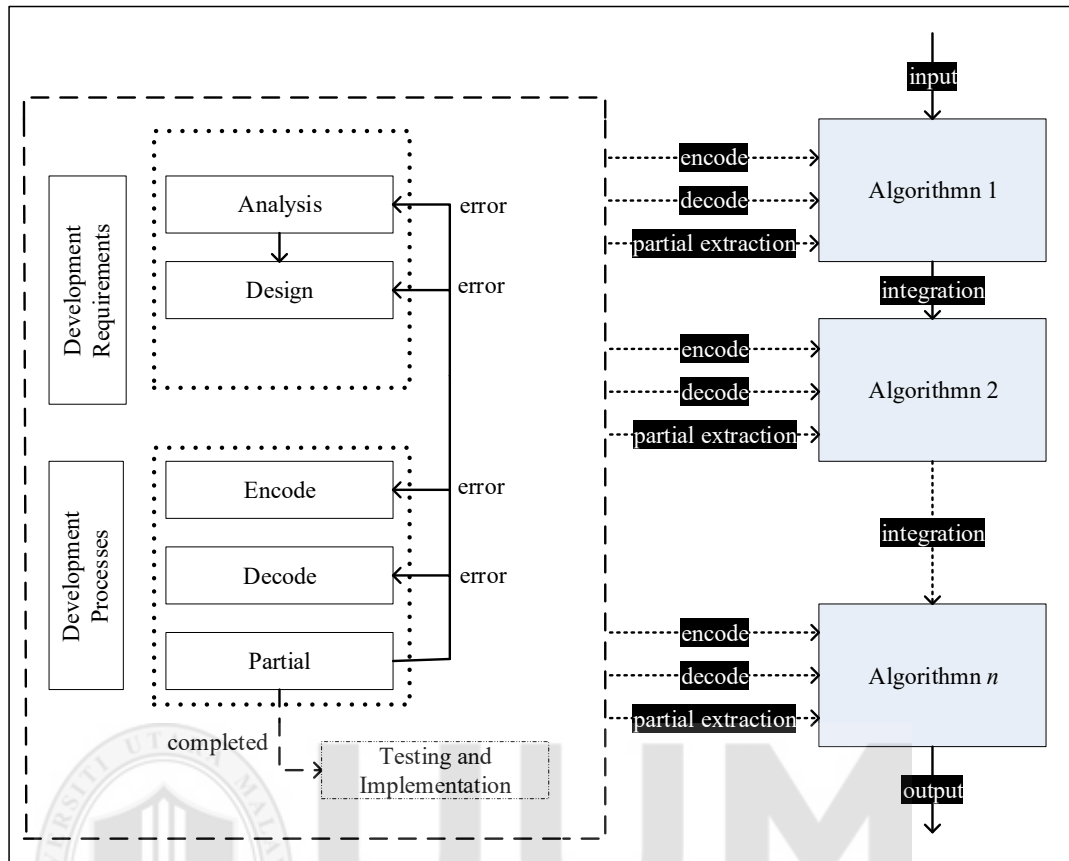 input
Algorithmn 1
encode
decode
partial extraction
integration
Algorithmn 2
encode
decode
partial extraction
integration
Algorithmn n
encode
decode
partial extraction
output
Development
Requirements
Analysis
error
Design
error
Development
Processes
Encode
error
Decode
error
Partial
completed
Testing and
Implementation
UUM